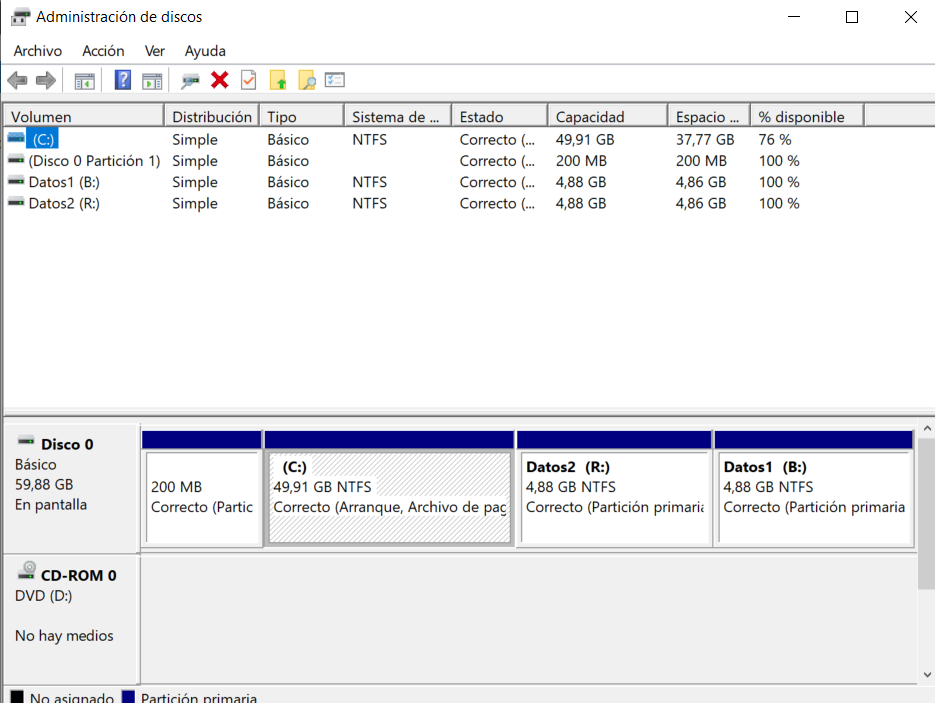 Administración de discos
Archivo Acción Ver Ayuda
Volumen Distribución Tipo Sistema de ... Estado Capacidad Espacio ... % disponible
(C:) Simple Básico NTFS Correcto (... 49,91 GB 37,77 GB 76 %
(Disco 0 Partición 1) Simple Básico Correcto (... 200 MB 200 MB 100 %
Datos1 (B:) Simple Básico NTFS Correcto (... 4,88 GB 4,86 GB 100 %
Datos2 (R:) Simple Básico NTFS Correcto (... 4,88 GB 4,86 GB 100 %
Disco 0
Básico
59,88 GB
En pantalla
200 MB
Correcto (Partic
(C:)
49,91 GB NTFS
Correcto (Arranque, Archivo de pag
Datos2 (R:)
4,88 GB NTFS
Correcto (Partición primaria
Datos1 (B:)
4,88 GB NTFS
Correcto (Partición primaria
CD-ROM 0
DVD (D:)
No hay medios
No asignado Partición primaria